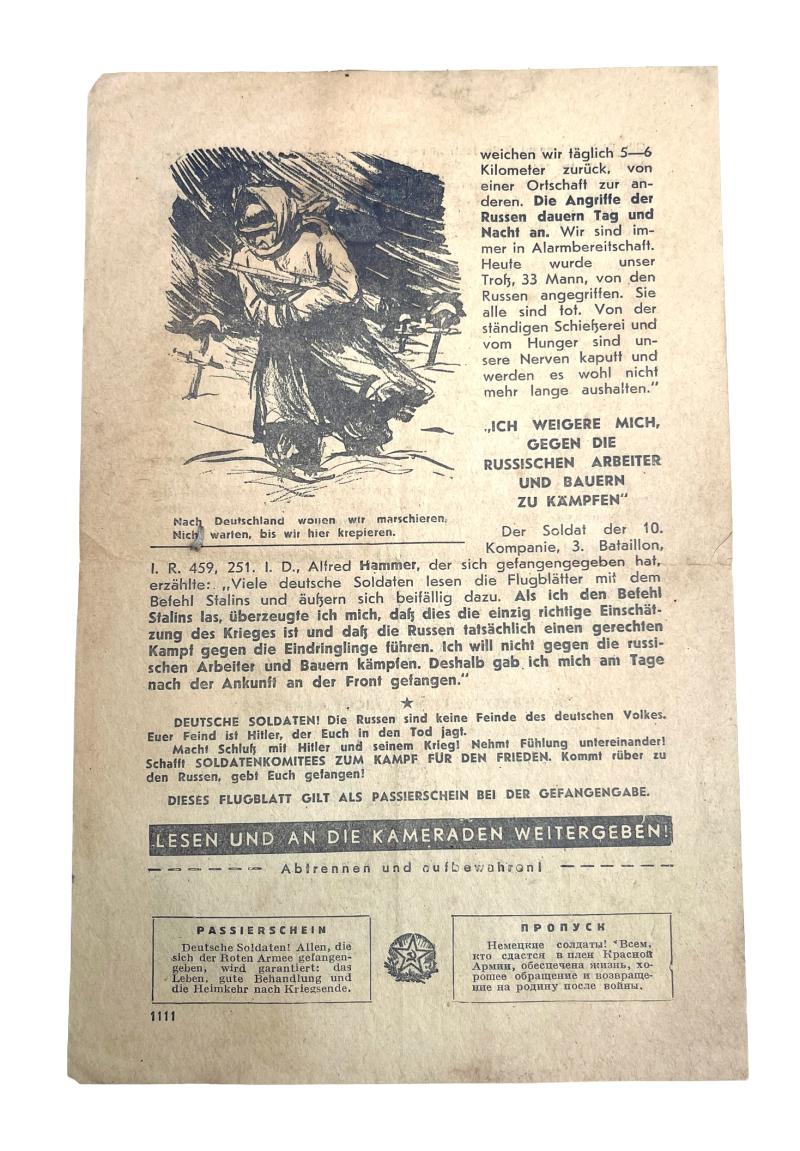 weichen wir täglich 5—6
Kilometer zurück, von
einer Ortschaft zur an-
deren. Die Angriffe der
Russen dauern Tag und
Nacht an. Wir sind im-
mer in Alarmbereitschaft.
Heute wurde unser
Troß, 33 Mann, von den
Russen angegriffen. Sie
alle sind tot. Von der
ständigen Schießerei und
vom Hunger sind un-
sere Nerven kaputt und
werden es wohl nicht
mehr lange aushalten."
„ICH WEIGERE MICH,
GEGEN DIE
RUSSISCHEN ARBEITER
UND BAUERN
ZU KÄMPFEN"
Nach Deutschland wollen wir marschieren,
Nicht warten, bis wir hier krepieren.
Der Soldat der 10.
Kompanie, 3. Bataillon,
I. R. 459, 251. I. D., Alfred Hammer, der sich gefangengegeben hat,
erzählte: „Viele deutsche Soldaten lesen die Flugblätter mit dem
Befehl Stalins und äußern sich beifällig dazu. Als ich den Befehl
Stalins las, überzeugte ich mich, daß dies die einzig richtige Einschät-
zung des Krieges ist und daß die Russen tatsächlich einen gerechten
Kampf gegen die Eindringlinge führen. Ich will nicht gegen die russi-
schen Arbeiter und Bauern kämpfen. Deshalb gab ich mich am Tage
nach der Ankunft an der Front gefangen."
DEUTSCHE SOLDATEN! Die Russen sind keine Feinde des deutschen Volkes.
Euer Feind ist Hitler, der Euch in den Tod jagt.
Macht Schluß mit Hitler und seinem Krieg! Nehmt Fühlung untereinander!
Schafft SOLDATENKOMITEES ZUM KAMPF FÜR DEN FRIEDEN. Kommt rüber zu
den Russen, gebt Euch gefangen!
DIESES FLUGBLATT GILT ALS PASSIERSCHEIN BEI DER GEFANGENGABE.
LESEN UND AN DIE KAMERADEN WEITERGEBEN!
Abtrennen und aufbewahren!
PASSIERSCHEIN
Deutsche Soldaten! Allen, die
sich der Roten Armee gefangen-
geben, wird garantiert: das
Leben, gute Behandlung und
die Heimkehr nach Kriegsende.
ПРОПУСК
Немецкие солдаты! Всем,
кто сдастся в плен Красной
Армии, обеспечена жизнь, хо-
рошее обращение и возвраще-
ние на родину после войны.
1111